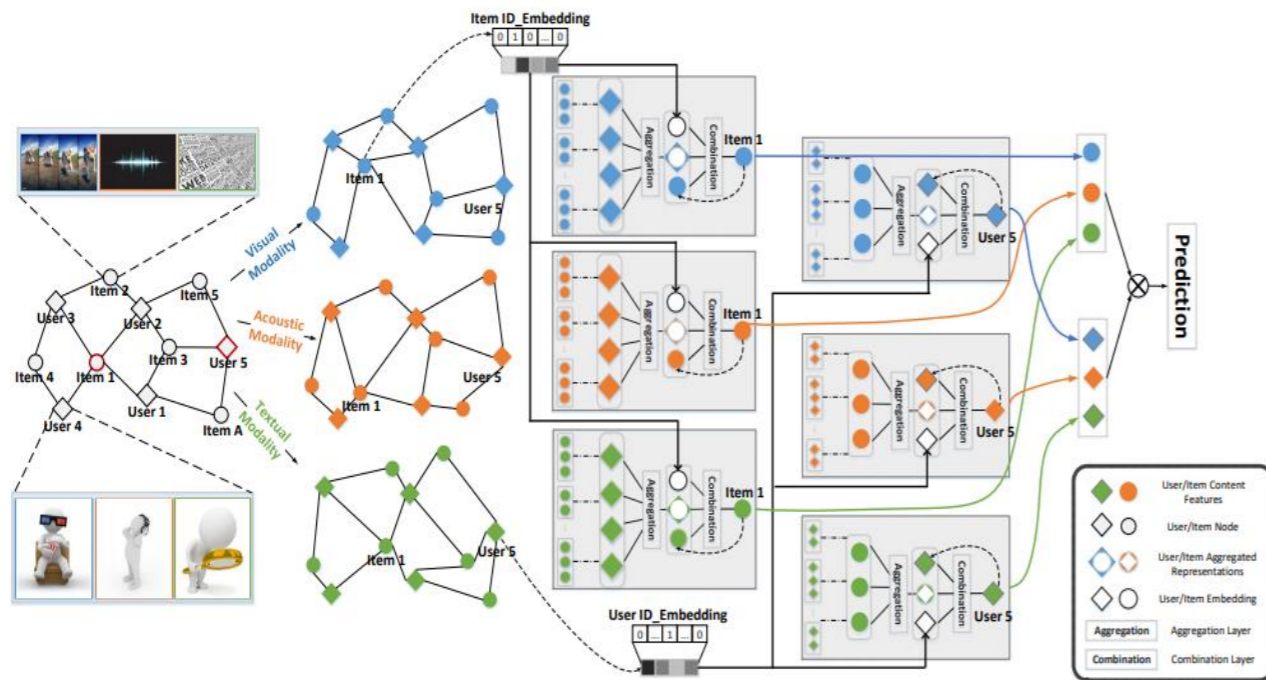 Item ID_Embedding
0 1 0 ... 0
Visual
Modality
Acoustic
Modality
Textual
Modality
Item 2
Item 5
User 3
User 2
Item 3
User 5
Item 4
Item 1
User 1
User 4
Item A
Item 1
User 5
Item 1
User 5
Item 1
User 5
Aggregation
Combination
Item 1
Aggregation
Combination
Item 1
Aggregation
Combination
Item 1
Aggregation
Combination
User 5
Aggregation
Combination
User 5
Aggregation
Combination
User 5
User ID_Embedding
0 ... 1 ... 0
Prediction
User/Item Content
Features
User/Item Node
User/Item Aggregated
Representations
User/Item Embedding
Aggregation
Aggregation Layer
Combination
Combination Layer